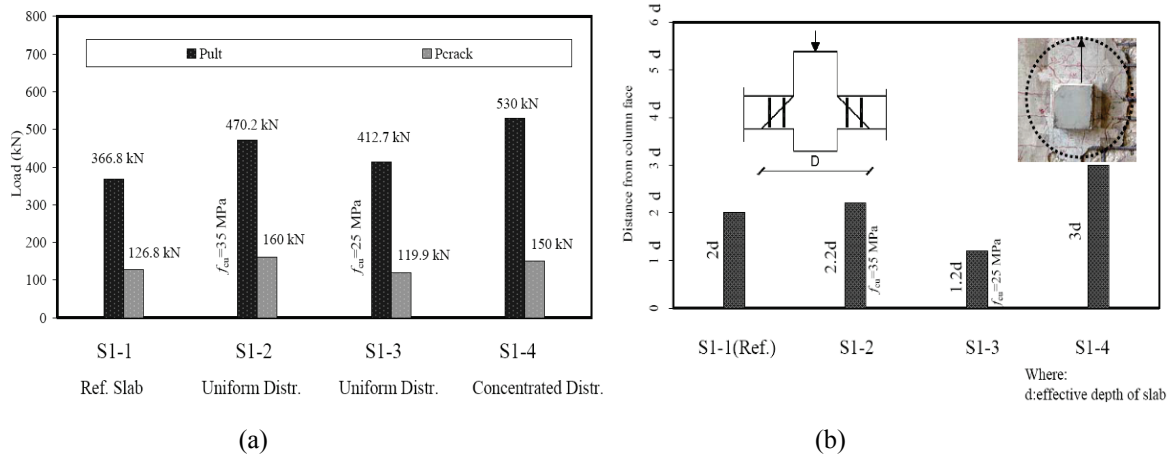 800
700
600
500
400
300
200
100
0
Load (kN)
Pult
Pcrack
366.8 kN
126.8 kN
470.2 kN
160 kN
fcu=35 MPa
412.7 kN
119.9 kN
fcu=25 MPa
530 kN
150 kN
S1-1
S1-2
S1-3
S1-4
Ref. Slab
Uniform Distr.
Uniform Distr.
Concentrated Distr.
(a)
6 d
5 d
4 d
3 d
2 d
1 d
0
Distance from column face
D
2d
2.2d
fcu=35 MPa
1.2d
fcu=25 MPa
3d
S1-1(Ref.)
S1-2
S1-3
S1-4
Where:
d:effective depth of slab
(b)